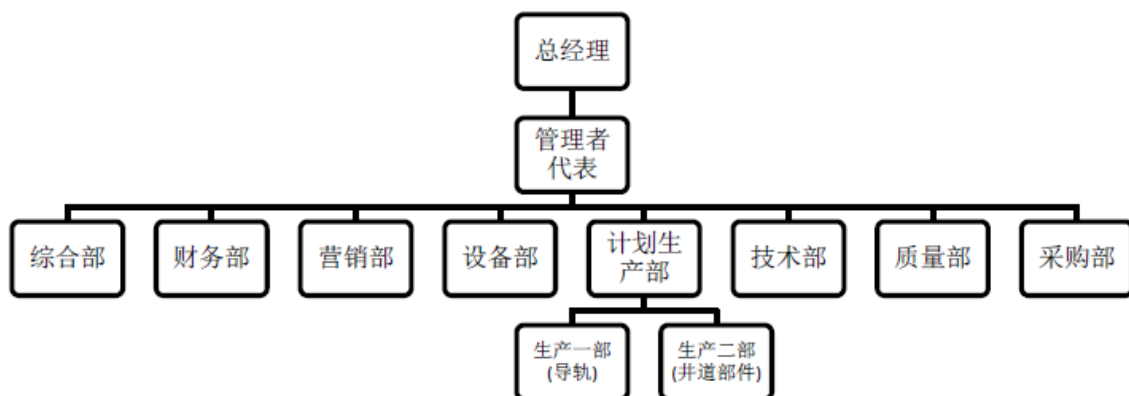 总经理
管理者
代表
综合部
财务部
营销部
设备部
计划生
产部
技术部
质量部
采购部
生产一部
(导轨)
生产二部
(井道部件)